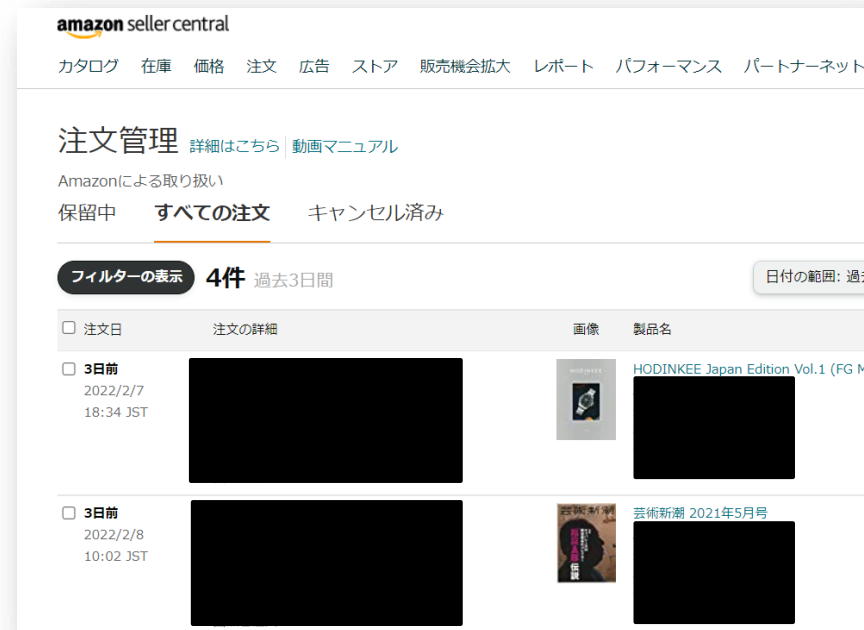 amazon seller central
カタログ 在庫 価格 注文 広告 ストア 販売機会拡大 レポート パフォーマンス パートナーネット
注文管理 詳細はこちら 動画マニュアル
Amazonによる取り扱い
保留中 すべての注文 キャンセル済み
フィルターの表示 4件 過去3日間 日付の範囲: 過
注文日 注文の詳細 画像 製品名
3日前 HODINKEE Japan Edition Vol.1 (FG M
2022/2/7
18:34 JST
HODINKEE
3日前 芸術新潮 2021年5月号
2022/2/8
10:02 JST
芸術新潮
伝説